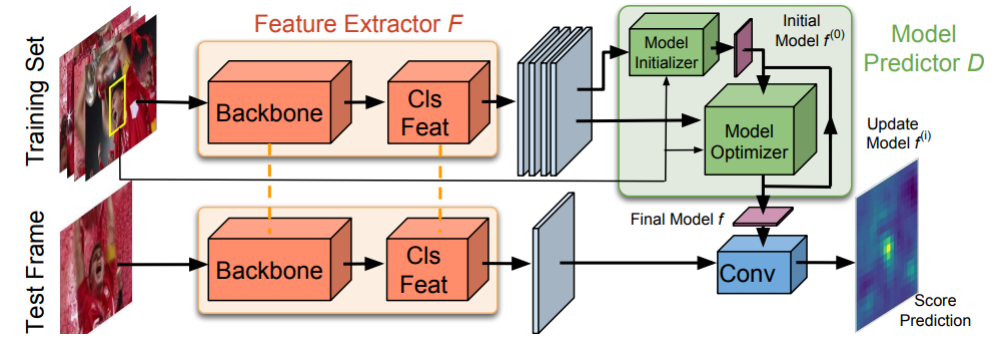 Training Set
Feature Extractor F
Backbone
Cls
Feat
Model
Initializer
Initial
Model f^(0)
Model
Predictor D
Model
Optimizer
Update
Model f^(i)
Final Model f
Test Frame
Backbone
Cls
Feat
Conv
Score
Prediction